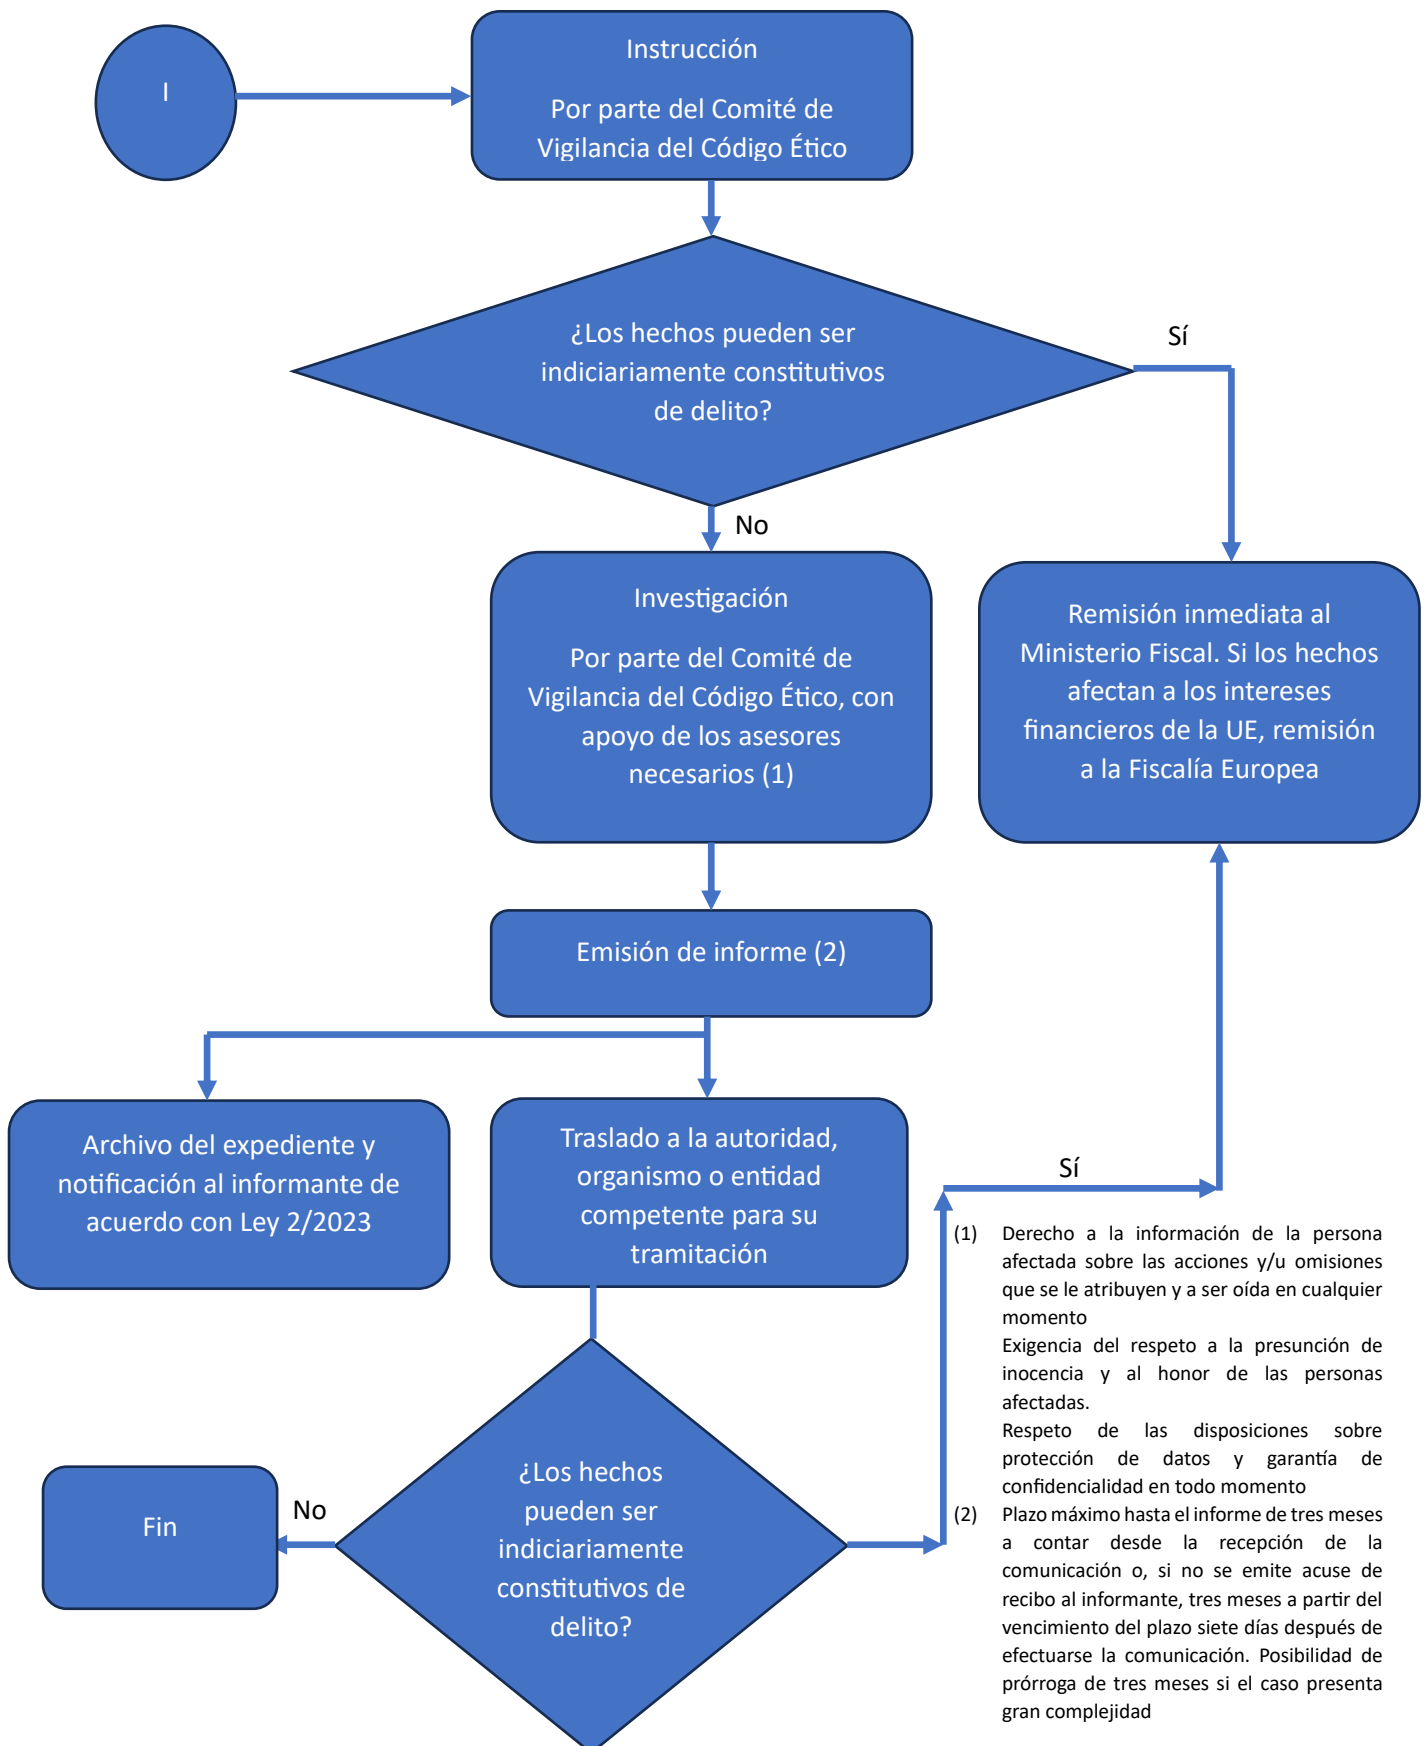 I
Instrucción
Por parte del Comité de
Vigilancia del Código Ético
¿Los hechos pueden ser
indiciariamente constitutivos
de delito?
Sí
No
Investigación
Por parte del Comité de
Vigilancia del Código Ético, con
apoyo de los asesores
necesarios (1)
Remisión inmediata al
Ministerio Fiscal. Si los hechos
afectan a los intereses
financieros de la UE, remisión
a la Fiscalía Europea
Emisión de informe (2)
Archivo del expediente y
notificación al informante de
acuerdo con Ley 2/2023
Traslado a la autoridad,
organismo o entidad
competente para su
tramitación
Sí
¿Los hechos
pueden ser
indiciariamente
constitutivos de
delito?
No
Fin
(1) Derecho a la información de la persona
afectada sobre las acciones y/u omisiones
que se le atribuyen y a ser oída en cualquier
momento
Exigencia del respeto a la presunción de
inocencia y al honor de las personas
afectadas.
Respeto de las disposiciones sobre
protección de datos y garantía de
confidencialidad en todo momento
(2) Plazo máximo hasta el informe de tres meses
a contar desde la recepción de la
comunicación o, si no se emite acuse de
recibo al informante, tres meses a partir del
vencimiento del plazo siete días después de
efectuarse la comunicación. Posibilidad de
prórroga de tres meses si el caso presenta
gran complejidad